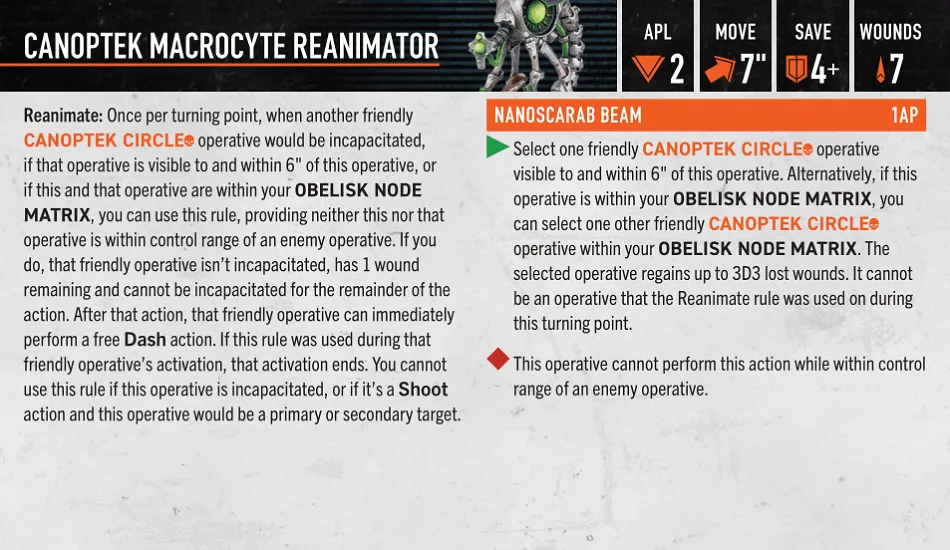 CANOPTEK MACROCYTE REANIMATOR
APL
2
MOVE
7"
SAVE
4+
WOUNDS
7
Reanimate: Once per turning point, when another friendly
CANOPTEK CIRCLE operative would be incapacitated,
if that operative is visible to and within 6" of this operative, or
if this and that operative are within your OBELISK NODE
MATRIX, you can use this rule, providing neither this nor that
operative is within control range of an enemy operative. If you
do, that friendly operative isn't incapacitated, has 1 wound
remaining and cannot be incapacitated for the remainder of the
action. After that action, that friendly operative can immediately
perform a free Dash action. If this rule was used during that
friendly operative's activation, that activation ends. You cannot
use this rule if this operative is incapacitated, or if it's a Shoot
action and this operative would be a primary or secondary target.
NANOSCARAB BEAM 1AP
Select one friendly CANOPTEK CIRCLE operative
visible to and within 6" of this operative. Alternatively, if this
operative is within your OBELISK NODE MATRIX, you
can select one other friendly CANOPTEK CIRCLE
operative within your OBELISK NODE MATRIX. The
selected operative regains up to 3D3 lost wounds. It cannot
be an operative that the Reanimate rule was used on during
this turning point.
This operative cannot perform this action while within control
range of an enemy operative.